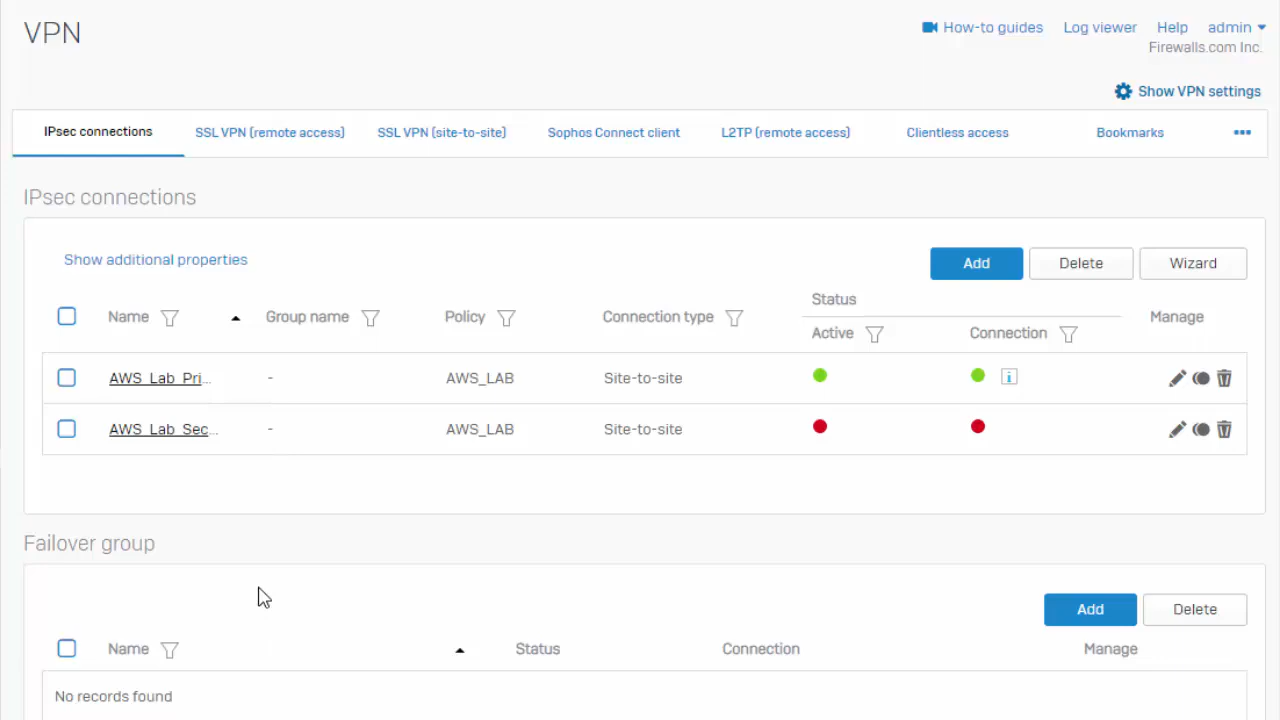 VPN
How-to guides Log viewer Help admin
Firewalls.com Inc.
Show VPN settings
IPsec connections SSL VPN (remote access) SSL VPN (site-to-site) Sophos Connect client L2TP (remote access) Clientless access Bookmarks •••
IPsec connections
Show additional properties Add Delete Wizard
Status
Name Group name Policy Connection type Manage
Active Connection
AWS_Lab_Pri... - AWS_LAB Site-to-site i
AWS_Lab_Sec... - AWS_LAB Site-to-site
Failover group
Add Delete
Name Status Connection Manage
No records found